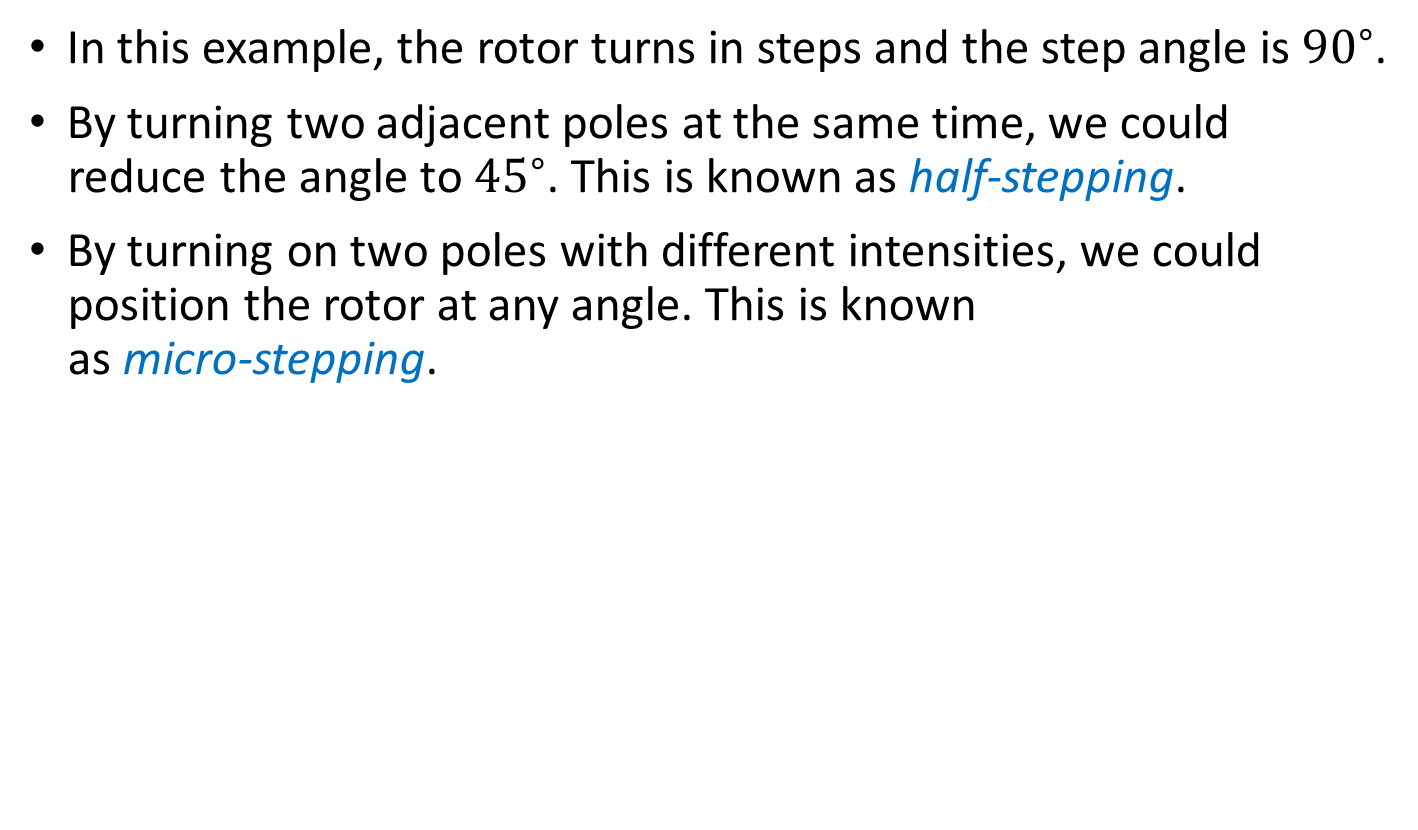 • In this example, the rotor turns in steps and the step angle is 90°.
• By turning two adjacent poles at the same time, we could
reduce the angle to 45°. This is known as half-stepping.
• By turning on two poles with different intensities, we could
position the rotor at any angle. This is known
as micro-stepping.